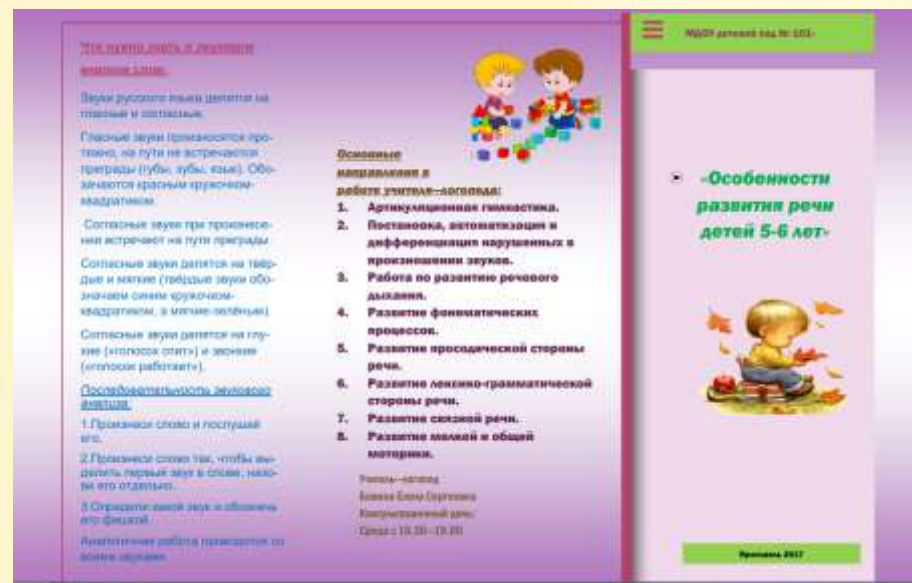 Что нужно знать о звуковом
анализе слов:
Звуки русского языка делятся на
гласные и согласные.
Гласные звуки произносятся про-
тяжно, на пути не встречаются
преграды (губы, зубы, язык). Обо-
значаются красным кружочком-
квадратиком.
Согласные звуки при произнесе-
нии встречают на пути преграды.
Согласные звуки делятся на твёр-
дые и мягкие (твёрдые звуки обо-
значаем синим кружочком-
квадратиком, а мягкие-зелёным).
Согласные звуки делятся на глу-
хие («голосок спит») и звонкие
(«голосок работает»).
Последовательность звукового
анализа:
1.Произнеси слово и послушай
его.
2.Произнеси слово так, чтобы вы-
делить первый звук в слове, назо-
ви его отдельно.
3.Определи какой звук и обозначь
его фишкой.
Аналогичная работа проводится со
всеми звуками.
Основные
направления в
работе учителя–логопеда:
1. Артикуляционная гимнастика.
2. Постановка, автоматизация и
дифференциация нарушенных в
произношении звуков.
3. Работа по развитию речевого
дыхания.
4. Развитие фонематических
процессов.
5. Развитие просодической стороны
речи.
6. Развитие лексико-грамматической
стороны речи.
7. Развитие связной речи.
8. Развитие мелкой и общей
моторики.
Учитель—логопед
Елена Сергеевна
Консультационный день:
Среда с
МДОУ детский сад № 101»
«Особенности
развития речи
детей 5-6 лет»
Ярославль 2017